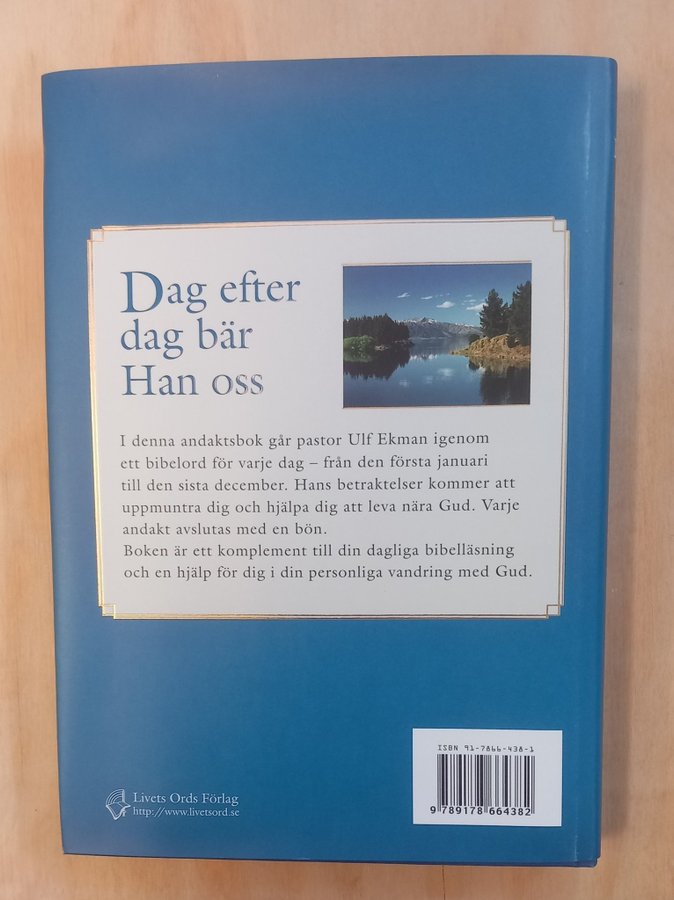 Dag efter
dag bär
Han oss
I denna andaktsbok går pastor Ulf Ekman igenom
ett bibelord för varje dag – från den första januari
till den sista december. Hans betraktelser kommer att
uppmuntra dig och hjälpa dig att leva nära Gud. Varje
andakt avslutas med en bön.
Boken är ett komplement till din dagliga bibelläsning
och en hjälp för dig i din personliga vandring med Gud.
ISBN 91-7866-438-1
9 789178 664382
Livets Ords Förlag
http://www.livetsord.se